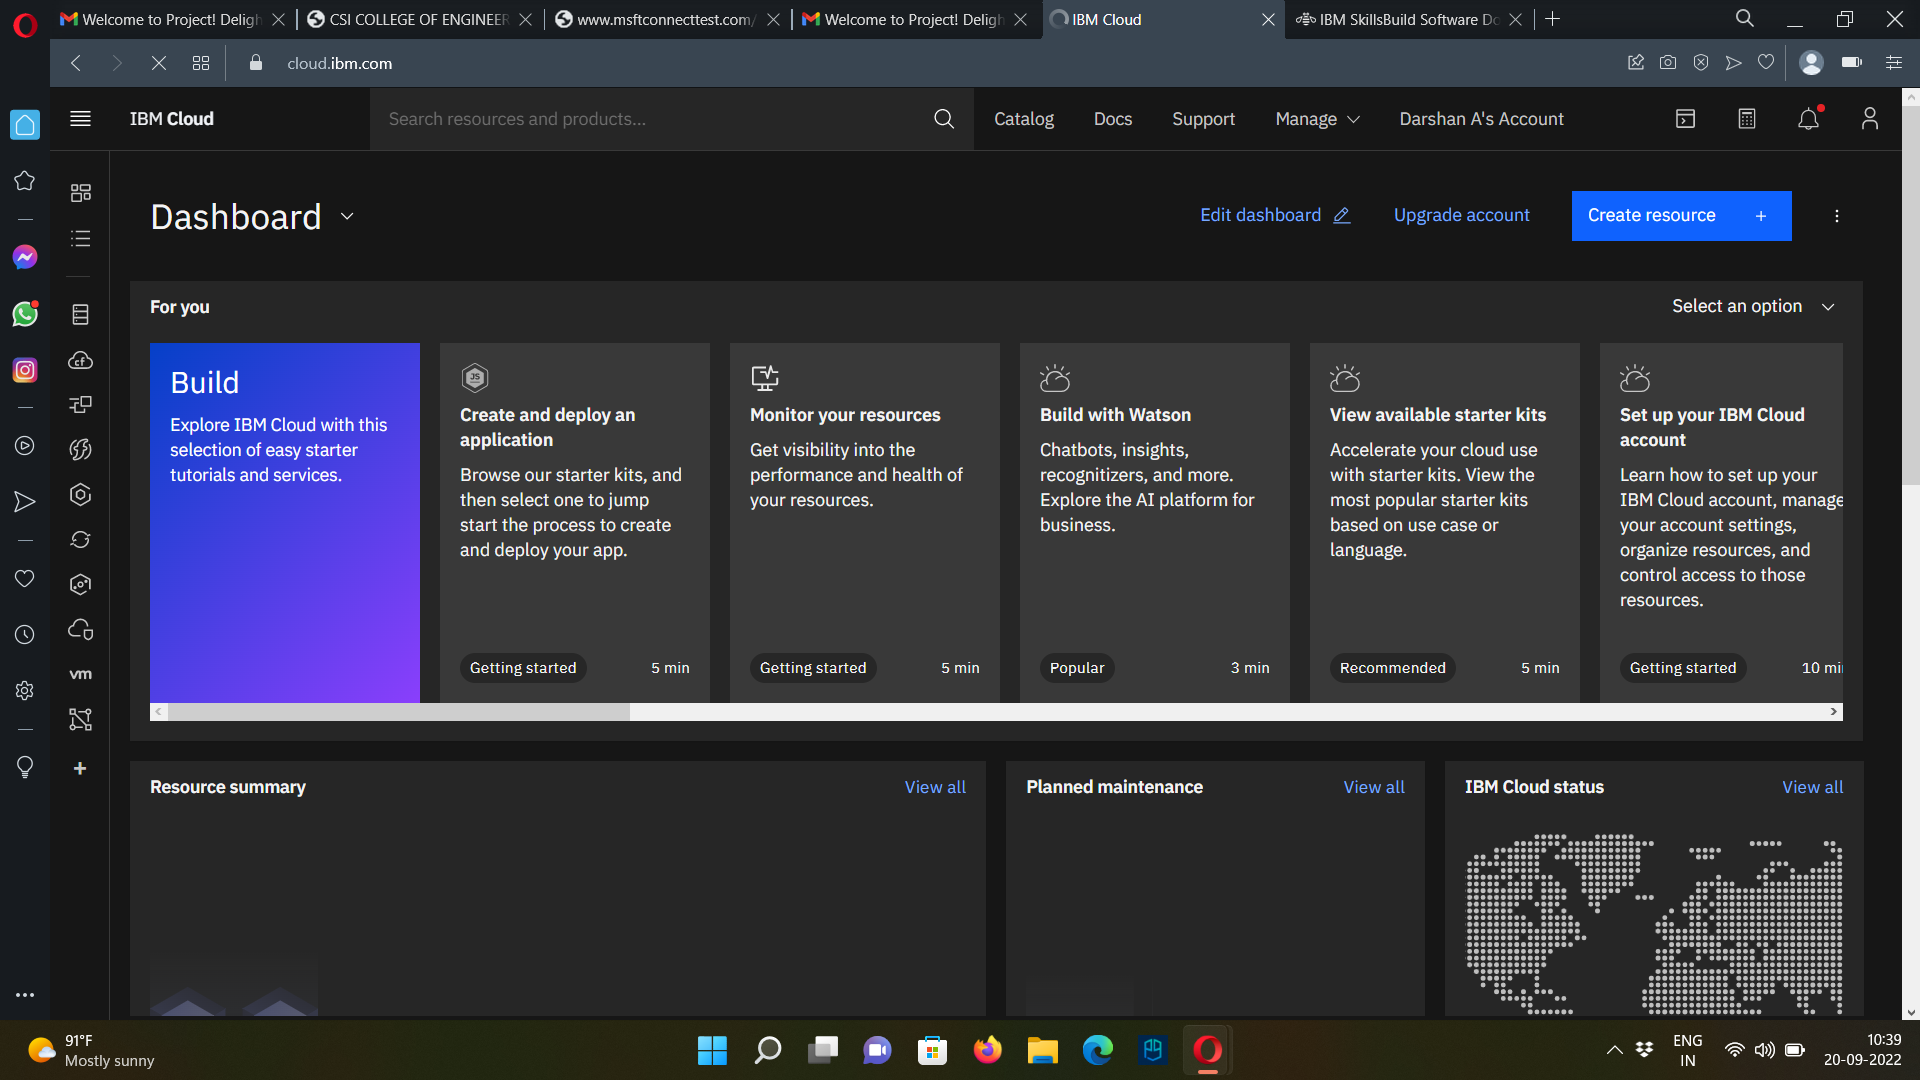 Welcome to Project! Deligh
CSI COLLEGE OF ENGINEER
www.msftconnecttest.com/
Welcome to Project! Deligh
IBM Cloud
IBM SkillsBuild Software Do
cloud.ibm.com
IBM Cloud
Search resources and products...
Catalog
Docs
Support
Manage
Darshan A's Account
Dashboard
Edit dashboard
Upgrade account
Create resource +
For you
Select an option
Build
Explore IBM Cloud with this
selection of easy starter
tutorials and services.
JS
Create and deploy an
application
Browse our starter kits, and
then select one to jump
start the process to create
and deploy your app.
Getting started
5 min
Monitor your resources
Get visibility into the
performance and health of
your resources.
Getting started
5 min
Build with Watson
Chatbots, insights,
recognitizers, and more.
Explore the AI platform for
business.
Popular
3 min
View available starter kits
Accelerate your cloud use
with starter kits. View the
most popular starter kits
based on use case or
language.
Recommended
5 min
Set up your IBM Cloud
account
Learn how to set up your
IBM Cloud account, manage
your account settings,
organize resources, and
control access to those
resources.
Getting started
10 min
cf
vm
Resource summary
View all
Planned maintenance
View all
IBM Cloud status
View all
91°F
Mostly sunny
ENG
IN
10:39
20-09-2022